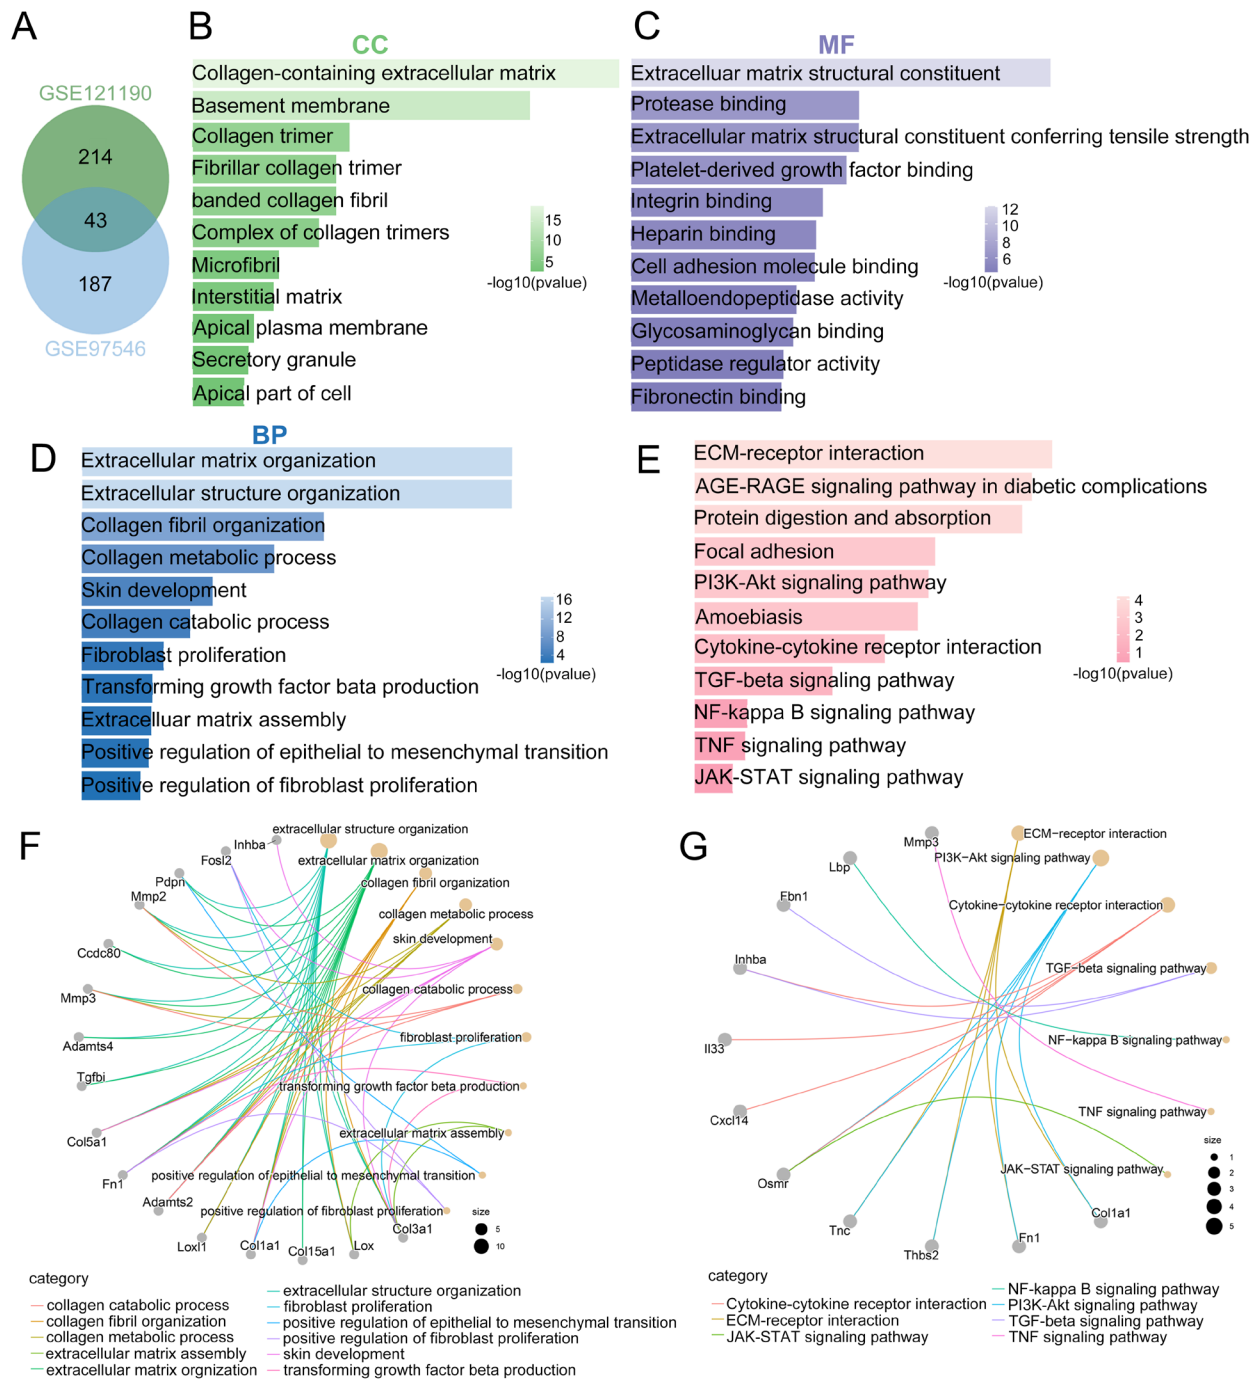 A
GSE121190
214
43
187
GSE97546
B
CC
Collagen-containing extracellular matrix
Basement membrane
Collagen trimer
Fibrillar collagen trimer
banded collagen fibril
Complex of collagen trimers
Microfibril
Interstitial matrix
Apical plasma membrane
Secretory granule
Apical part of cell
15
10
5
-log10(pvalue)
C
MF
Extracelluar matrix structural constituent
Protease binding
Extracellular matrix structural constituent conferring tensile strength
Platelet-derived growth factor binding
Integrin binding
Heparin binding
Cell adhesion molecule binding
Metalloendopeptidase activity
Glycosaminoglycan binding
Peptidase regulator activity
Fibronectin binding
12
10
8
6
-log10(pvalue)
D
BP
Extracellular matrix organization
Extracellular structure organization
Collagen fibril organization
Collagen metabolic process
Skin development
Collagen catabolic process
Fibroblast proliferation
Transforming growth factor bata production
Extracelluar matrix assembly
Positive regulation of epithelial to mesenchymal transition
Positive regulation of fibroblast proliferation
16
12
8
4
-log10(pvalue)
E
ECM-receptor interaction
AGE-RAGE signaling pathway in diabetic complications
Protein digestion and absorption
Focal adhesion
PI3K-Akt signaling pathway
Amoebiasis
Cytokine-cytokine receptor interaction
TGF-beta signaling pathway
NF-kappa B signaling pathway
TNF signaling pathway
JAK-STAT signaling pathway
4
3
2
1
-log10(pvalue)
F
extracellular structure organization
extracellular matrix organization
collagen fibril organization
collagen metabolic process
skin development
collagen catabolic process
fibroblast proliferation
transforming growth factor beta production
extracellular matrix assembly
positive regulation of epithelial to mesenchymal transition
positive regulation of fibroblast proliferation
Inhba
Fosl2
Pdpn
Mmp2
Ccdc80
Mmp3
Adamts4
Tgfbi
Col5a1
Fn1
Adamts2
Loxl1
Col1a1
Col15a1
Lox
Col3a1
size
5
10
category
collagen catabolic process
collagen fibril organization
collagen metabolic process
extracellular matrix assembly
extracellular matrix orgnization
extracellular structure organization
fibroblast proliferation
positive regulation of epithelial to mesenchymal transition
positive regulation of fibroblast proliferation
skin development
transforming growth factor beta production
G
ECM−receptor interaction
PI3K−Akt signaling pathway
Cytokine−cytokine receptor interaction
TGF−beta signaling pathway
NF−kappa B signaling pathway
TNF signaling pathway
JAK−STAT signaling pathway
Mmp3
Lbp
Fbn1
Inhba
Il33
Cxcl14
Osmr
Tnc
Thbs2
Fn1
Col1a1
size
1
2
3
4
5
category
Cytokine-cytokine receptor interaction
ECM-receptor interaction
JAK-STAT signaling pathway
NF-kappa B signaling pathway
PI3K-Akt signaling pathway
TGF-beta signaling pathway
TNF signaling pathway